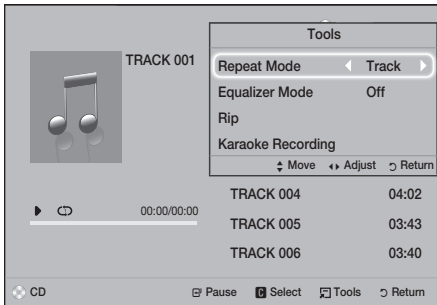 Tools
TRACK 001
Repeat Mode Track
Equalizer Mode Off
Rip
Karaoke Recording
Move Adjust Return
TRACK 004 04:02
00:00/00:00
TRACK 005 03:43
TRACK 006 03:40
CD Pause C Select Tools Return